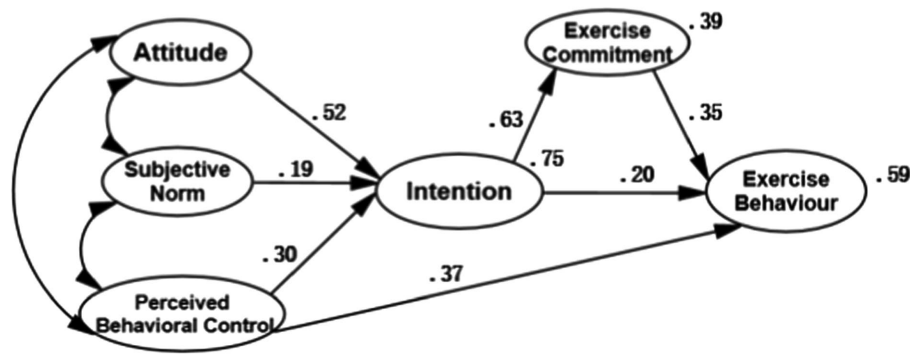 Attitude
Exercise
Commitment
.39
.52
.63
.35
Subjective
Norm
.19
Intention
.75
.20
Exercise
Behaviour
.59
.30
.37
Perceived
Behavioral Control